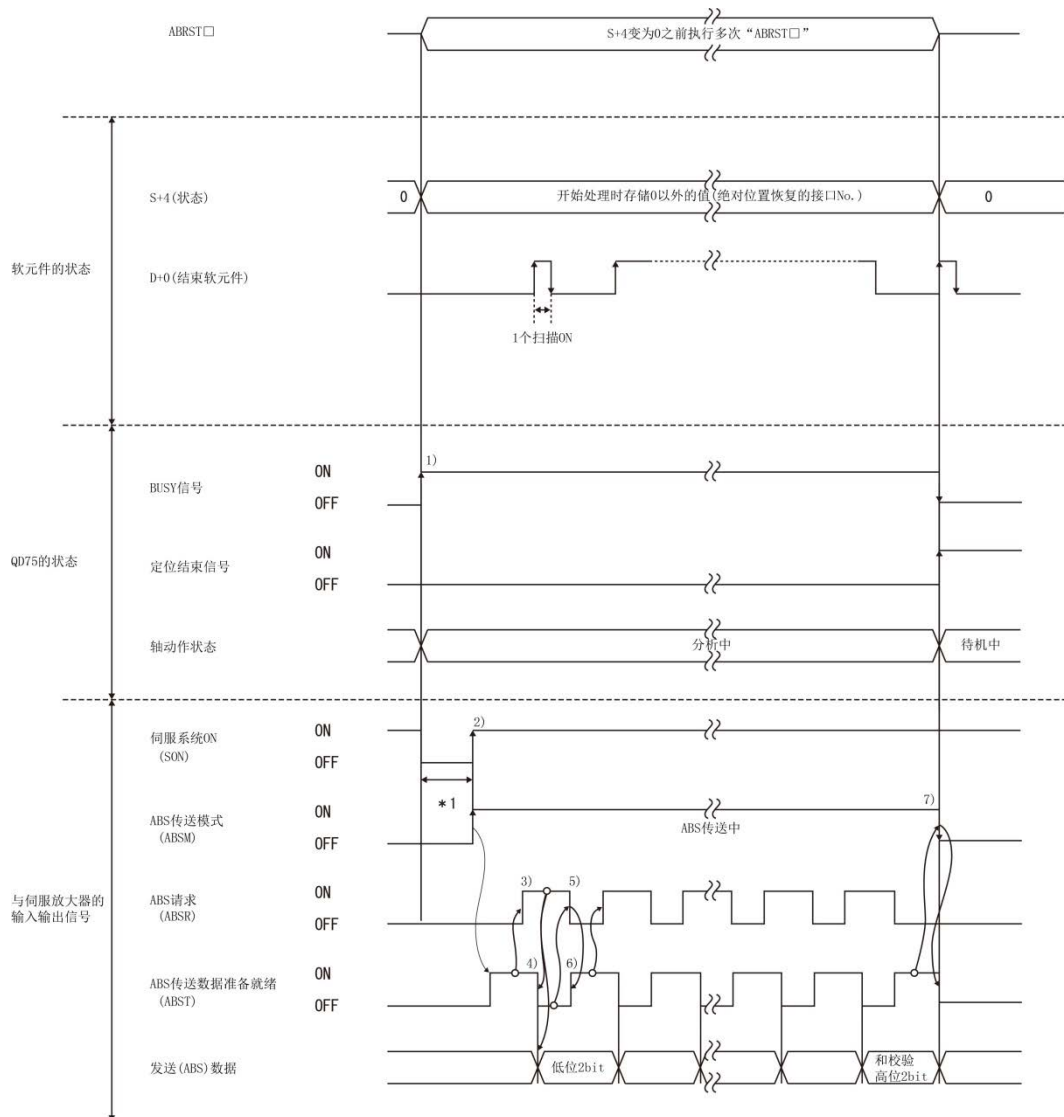 ABRST□
S+4变为0之前执行多次“ABRST□”
S+4(状态)
0
开始处理时存储0以外的值(绝对位置恢复的接口No.)
0
软元件的状态
D+0(结束软元件)
1个扫描ON
1)
BUSY信号
ON
OFF
QD75的状态
定位结束信号
ON
OFF
轴动作状态
分析中
待机中
伺服系统ON
(SON)
ON
OFF
2)
*1
ABS传送模式
(ABSM)
ON
OFF
ABS传送中
7)
与伺服放大器的
输入输出信号
ABS请求
(ABSR)
ON
OFF
3)
5)
ABS传送数据准备就绪
(ABST)
ON
OFF
4)
6)
发送(ABS)数据
低位2bit
和校验
高位2bit